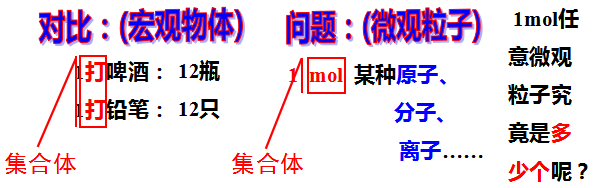 对比：(宏观物体)
1打啤酒： 12瓶
1打铅笔： 12只
集合体
问题：(微观粒子)
1 mol 某种原子、
分子、
离子……
集合体
1mol任
意微观
粒子究
竟是多
少个呢？